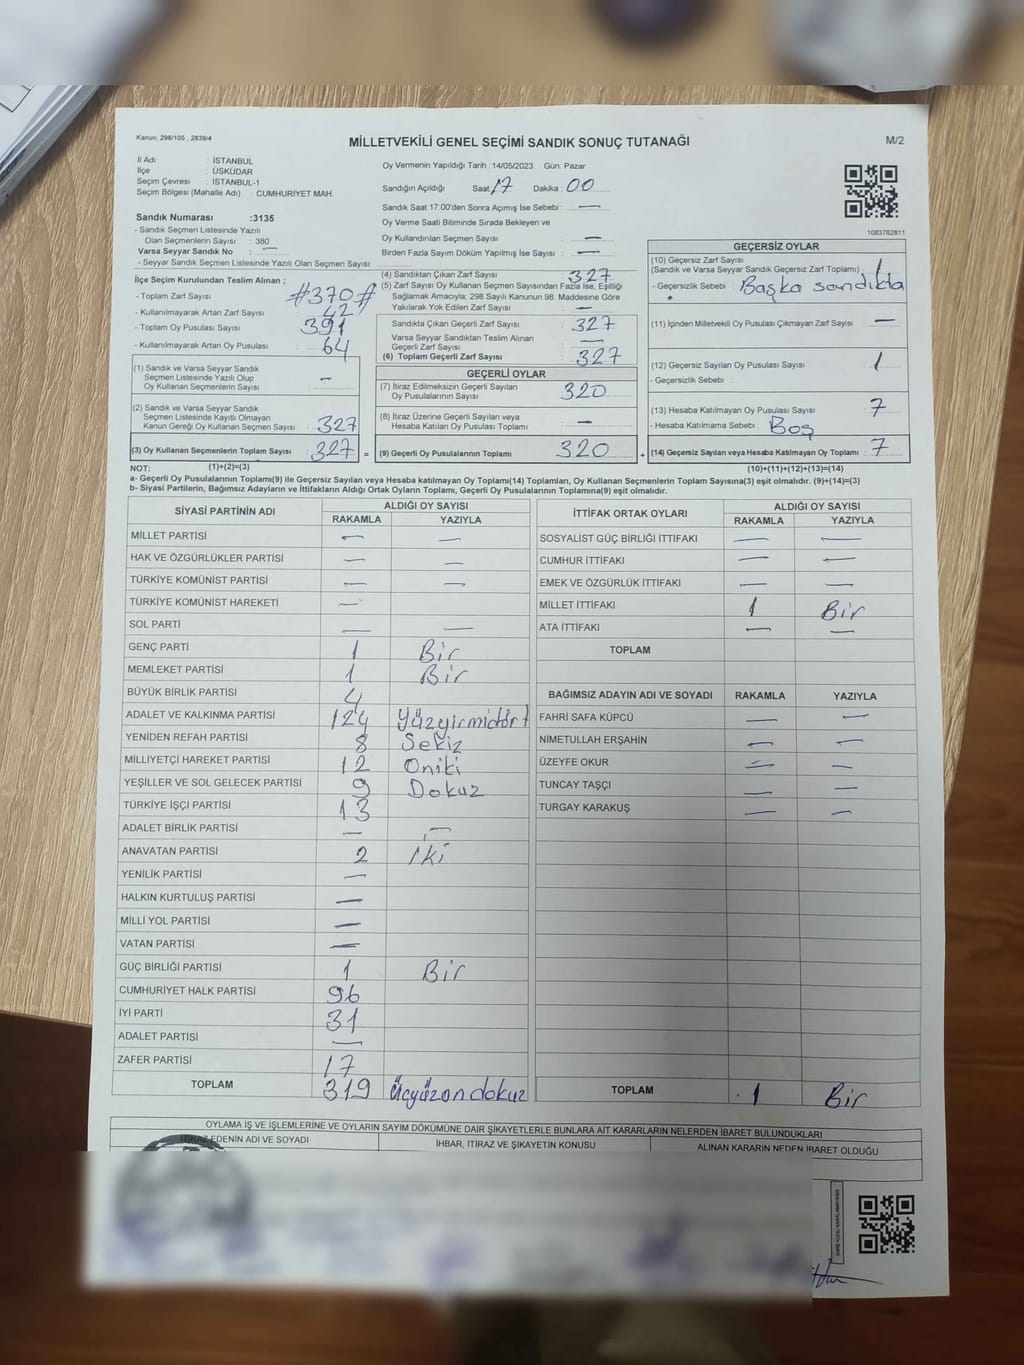 Kanun; 298/105 , 2839/4
MİLLETVEKİLİ GENEL SEÇİMİ SANDIK SONUÇ TUTANAĞI
M/2
İl Adı : İSTANBUL
İlçe : ÜSKÜDAR
Seçim Çevresi : İSTANBUL-1
Seçim Bölgesi (Mahalle Adı) : CUMHURİYET MAH.
Sandık Numarası :3135
- Sandık Seçmen Listesinde Yazılı
Olan Seçmenlerin Sayısı : 380
Varsa Seyyar Sandık No : —
- Seyyar Sandık Seçmen Listesinde Yazılı Olan Seçmen Sayısı:
İlçe Seçim Kurulundan Teslim Alınan ;
- Toplam Zarf Sayısı : #370#
- Kullanılmayarak Artan Zarf Sayısı : 42
- Toplam Oy Pusulası Sayısı : 391
- Kullanılmayarak Artan Oy Pusulası : 64
(1) Sandık ve Varsa Seyyar Sandık
Seçmen Listesinde Yazılı Olup
Oy Kullanan Seçmenlerin Sayısı : —
(2) Sandık ve Varsa Seyyar Sandık
Seçmen Listesinde Kayıtlı Olmayan
Kanun Gereği Oy Kullanan Seçmen Sayısı : 327
(3) Oy Kullanan Seçmenlerin Toplam Sayısı : 327 =
Oy Vermenin Yapıldığı Tarih :14/05/2023 Gün: Pazar
Sandığın Açıldığı Saat : 17 Dakika : 00
Sandık Saat 17:00'den Sonra Açımış İse Sebebi: —
Oy Verme Saati Bitiminde Sırada Bekleyen ve
Oy Kullandırılan Seçmen Sayısı : —
Birden Fazla Sayım Döküm Yapılmış İse Sayısı : —
(4) Sandıktan Çıkan Zarf Sayısı : 327
(5) Zarf Sayısı Oy Kullanan Seçmen Sayısından Fazla İse, Eşitliği
Sağlamak Amacıyla; 298 Sayılı Kanunun 98. Maddesine Göre
Yakılarak Yok Edilen Zarf Sayısı : —
Sandıkta Çıkan Geçerli Zarf Sayısı : 327
Varsa Seyyar Sandıktan Teslim Alınan
Geçerli Zarf Sayısı : —
(6) Toplam Geçerli Zarf Sayısı : 327
GEÇERLİ OYLAR
(7) İtiraz Edilmeksizin Geçerli Sayılan
Oy Pusulalarının Sayısı : 320
(8) İtiraz Üzerine Geçerli Sayılan veya
Hesaba Katılan Oy Pusulası Toplamı : —
(9) Geçerli Oy Pusulalarının Toplamı : 320 +
1083782811
GEÇERSİZ OYLAR
(10) Geçersiz Zarf Sayısı
(Sandık ve Varsa Seyyar Sandık Geçersiz Zarf Toplamı) : 1
- Geçersizlik Sebebi : Başka sandıkta
(11) İçinden Milletvekili Oy Pusulası Çıkmayan Zarf Sayısı : —
(12) Geçersiz Sayılan Oy Pusulası Sayısı : 1
- Geçersizlik Sebebi :
(13) Hesaba Katılmayan Oy Pusulası Sayısı : 7
- Hesaba Katılmama Sebebi : Boş
(14) Geçersiz Sayılan veya Hesaba Katılmayan Oy Toplamı : 7
NOT: (1)+(2)=(3) (10)+(11)+(12)+(13)=(14)
a- Geçerli Oy Pusulalarının Toplamı(9) ile Geçersiz Sayılan veya Hesaba katılmayan Oy Toplamı(14) Toplamları, Oy Kullanan Seçmenlerin Toplam Sayısına(3) eşit olmalıdır. (9)+(14)=(3)
b- Siyasi Partilerin, Bağımsız Adayların ve İttifakların Aldığı Ortak Oyların Toplamı, Geçerli Oy Pusulalarının Toplamına(9) eşit olmalıdır.
SİYASİ PARTİNİN ADI
ALDIĞI OY SAYISI
RAKAMLA YAZIYLA
MİLLET PARTİSİ — —
HAK VE ÖZGÜRLÜKLER PARTİSİ — —
TÜRKİYE KOMÜNİST PARTİSİ — —
TÜRKİYE KOMÜNİST HAREKETİ —
SOL PARTİ — —
GENÇ PARTİ 1 Bir
MEMLEKET PARTİSİ 1 Bir
BÜYÜK BİRLİK PARTİSİ 4
ADALET VE KALKINMA PARTİSİ 124 Yüzyirmidört
YENİDEN REFAH PARTİSİ 8 Sekiz
MİLLİYETÇİ HAREKET PARTİSİ 12 Oniki
YEŞİLLER VE SOL GELECEK PARTİSİ 9 Dokuz
TÜRKİYE İŞÇİ PARTİSİ 13
ADALET BİRLİK PARTİSİ — —
ANAVATAN PARTİSİ 2 İki
YENİLİK PARTİSİ —
HALKIN KURTULUŞ PARTİSİ —
MİLLİ YOL PARTİSİ —
VATAN PARTİSİ —
GÜÇ BİRLİĞİ PARTİSİ 1 Bir
CUMHURİYET HALK PARTİSİ 96
İYİ PARTİ 31
ADALET PARTİSİ —
ZAFER PARTİSİ 17
TOPLAM 319 Üçyüzondokuz
İTTİFAK ORTAK OYLARI
ALDIĞI OY SAYISI
RAKAMLA YAZIYLA
SOSYALİST GÜÇ BİRLİĞİ İTTİFAKI — —
CUMHUR İTTİFAKI — —
EMEK VE ÖZGÜRLÜK İTTİFAKI — —
MİLLET İTTİFAKI 1 Bir
ATA İTTİFAKI — —
TOPLAM
BAĞIMSIZ ADAYIN ADI VE SOYADI RAKAMLA YAZIYLA
FAHRİ SAFA KÜPCÜ — —
NİMETULLAH ERŞAHİN — —
ÜZEYFE OKUR — —
TUNCAY TAŞÇI — —
TURGAY KARAKUŞ — —
TOPLAM 1 Bir
OYLAMA İŞ VE İŞLEMLERİNE VE OYLARIN SAYIM DÖKÜMÜNE DAİR ŞİKAYETLERLE BUNLARA AİT KARARLARIN NELERDEN İBARET BULUNDUKLARI
İTİRAZ EDENİN ADI VE SOYADI
İHBAR, İTİRAZ VE ŞİKAYETİN KONUSU
ALINAN KARARIN NEDEN İBARET OLDUĞU
KARE KODU KARALAMAYINIZ